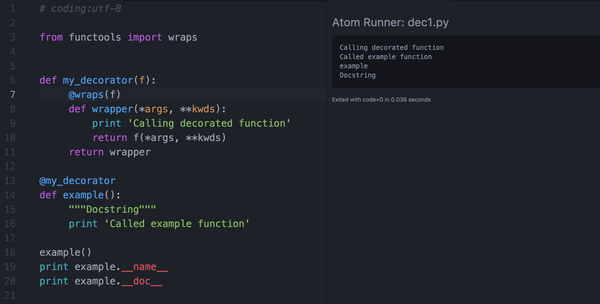 1 # coding:utf-8
2
3 from functools import wraps
4
5
6 def my_decorator(f):
7 @wraps(f)
8 def wrapper(*args, **kwds):
9 print 'Calling decorated function'
10 return f(*args, **kwds)
11 return wrapper
12
13 @my_decorator
14 def example():
15 """Docstring"""
16 print 'Called example function'
17
18 example()
19 print example.__name__
20 print example.__doc__
21
Atom Runner: dec1.py
Calling decorated function
Called example function
example
Docstring
Exited with code=0 in 0.036 seconds